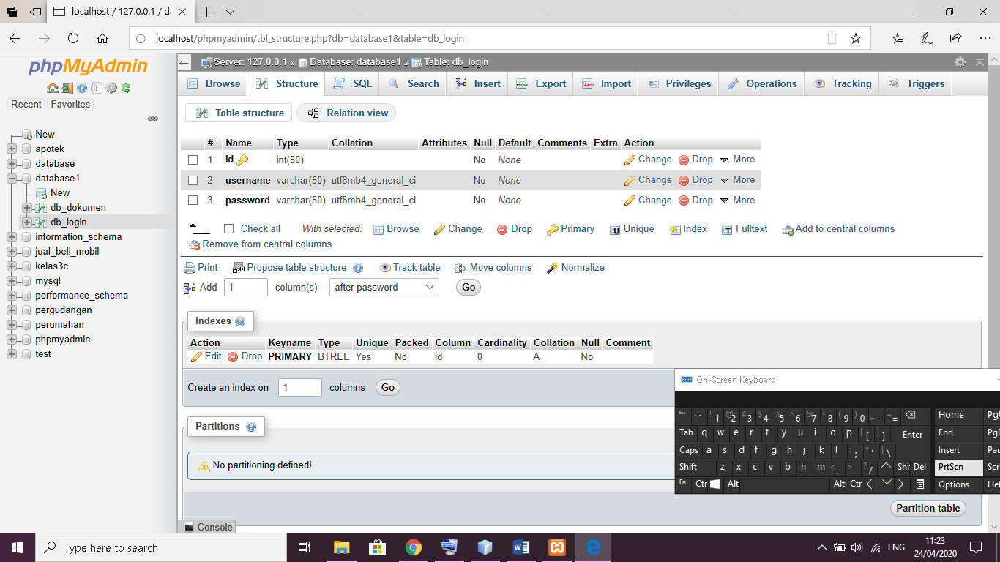 localhost / 127.0.0.1 / da
localhost/phpmyadmin/tbl_structure.php?db=database1&table=db_login
phpMyAdmin
Recent Favorites
New
apotek
database
database1
New
db_dokumen
db_login
information_schema
jual_beli_mobil
kelas3c
mysql
performance_schema
pergudangan
perumahan
phpmyadmin
test
Server: 127.0.0.1 » Database: database1 » Table: db_login
Browse Structure SQL Search Insert Export Import Privileges Operations Tracking Triggers
Table structure Relation view
# Name Type Collation Attributes Null Default Comments Extra Action
1 id int(50) No None Change Drop More
2 username varchar(50) utf8mb4_general_ci No None Change Drop More
3 password varchar(50) utf8mb4_general_ci No None Change Drop More
Check all With selected: Browse Change Drop Primary Unique Index Fulltext Add to central columns
Remove from central columns
Print Propose table structure Track table Move columns Normalize
Add 1 column(s) after password Go
Indexes
Action Keyname Type Unique Packed Column Cardinality Collation Null Comment
Edit Drop PRIMARY BTREE Yes No id 0 A No
Create an index on 1 columns Go
Partitions
No partitioning defined!
Partition table
Console
On-Screen Keyboard
Esc ~` !1 @2 #3 $4 %5 ^6 &7 *8 (9 )0 _- += Home PgU
Tab q w e r t y u i o p {[ }] Enter End PgD
Caps a s d f g h j k l :; "' |\ Insert Pau
Shift z x c v b n m <, >. ?/ Shi Del PrtScn Scr
Fn Ctr Alt Alt Ctr Options Hel
Type here to search
ENG
11:23
24/04/2020